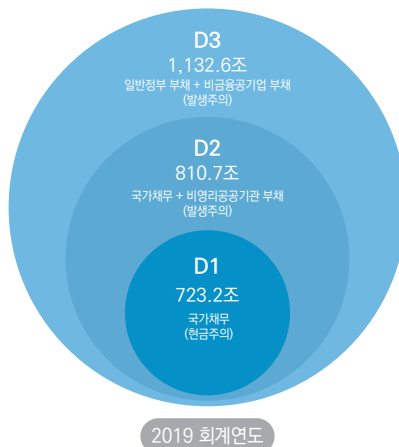 D3
1,132.6조
일반정부 부채 + 비금융공기업 부채
(발생주의)
D2
810.7조
국가채무 + 비영리공공기관 부채
(발생주의)
D1
723.2조
국가채무
(현금주의)
2019 회계연도